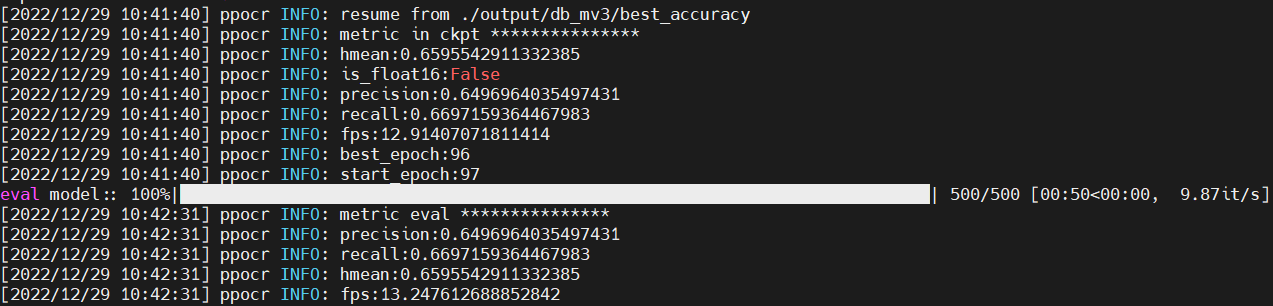 [2022/12/29 10:41:40] ppocr INFO: resume from ./output/db_mv3/best_accuracy
[2022/12/29 10:41:40] ppocr INFO: metric in ckpt ***************
[2022/12/29 10:41:40] ppocr INFO: hmean:0.6595542911332385
[2022/12/29 10:41:40] ppocr INFO: is_float16:False
[2022/12/29 10:41:40] ppocr INFO: precision:0.6496964035497431
[2022/12/29 10:41:40] ppocr INFO: recall:0.6697159364467983
[2022/12/29 10:41:40] ppocr INFO: fps:12.91407071811414
[2022/12/29 10:41:40] ppocr INFO: best_epoch:96
[2022/12/29 10:41:40] ppocr INFO: start_epoch:97
eval model:: 100%|██████████| 500/500 [00:50<00:00,  9.87it/s]
[2022/12/29 10:42:31] ppocr INFO: metric eval ***************
[2022/12/29 10:42:31] ppocr INFO: precision:0.6496964035497431
[2022/12/29 10:42:31] ppocr INFO: recall:0.6697159364467983
[2022/12/29 10:42:31] ppocr INFO: hmean:0.6595542911332385
[2022/12/29 10:42:31] ppocr INFO: fps:13.247612688852842